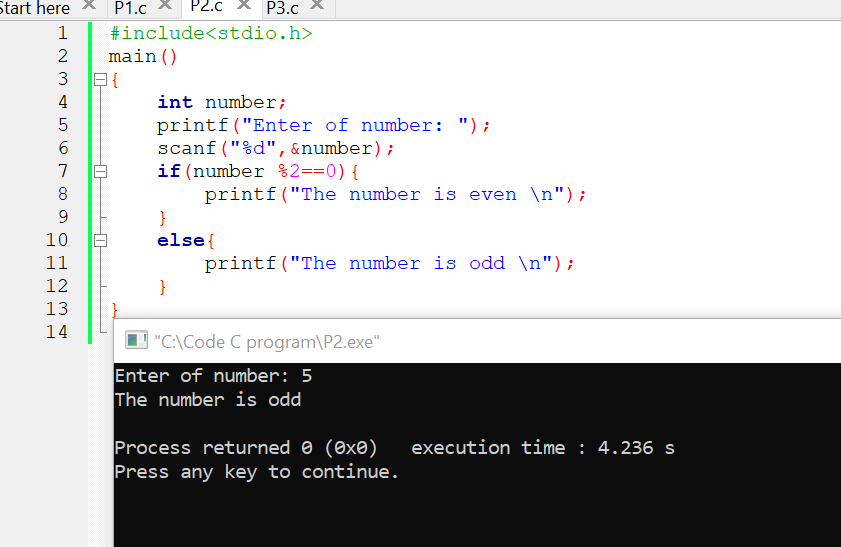 Start here P1.c P2.c P3.c
1 #include<stdio.h>
2 main()
3 {
4 int number;
5 printf("Enter of number: ");
6 scanf("%d",&number);
7 if(number %2==0){
8 printf("The number is even \n");
9 }
10 else{
11 printf("The number is odd \n");
12 }
13 }
14
"C:\Code C program\P2.exe"
Enter of number: 5
The number is odd
Process returned 0 (0x0) execution time : 4.236 s
Press any key to continue.